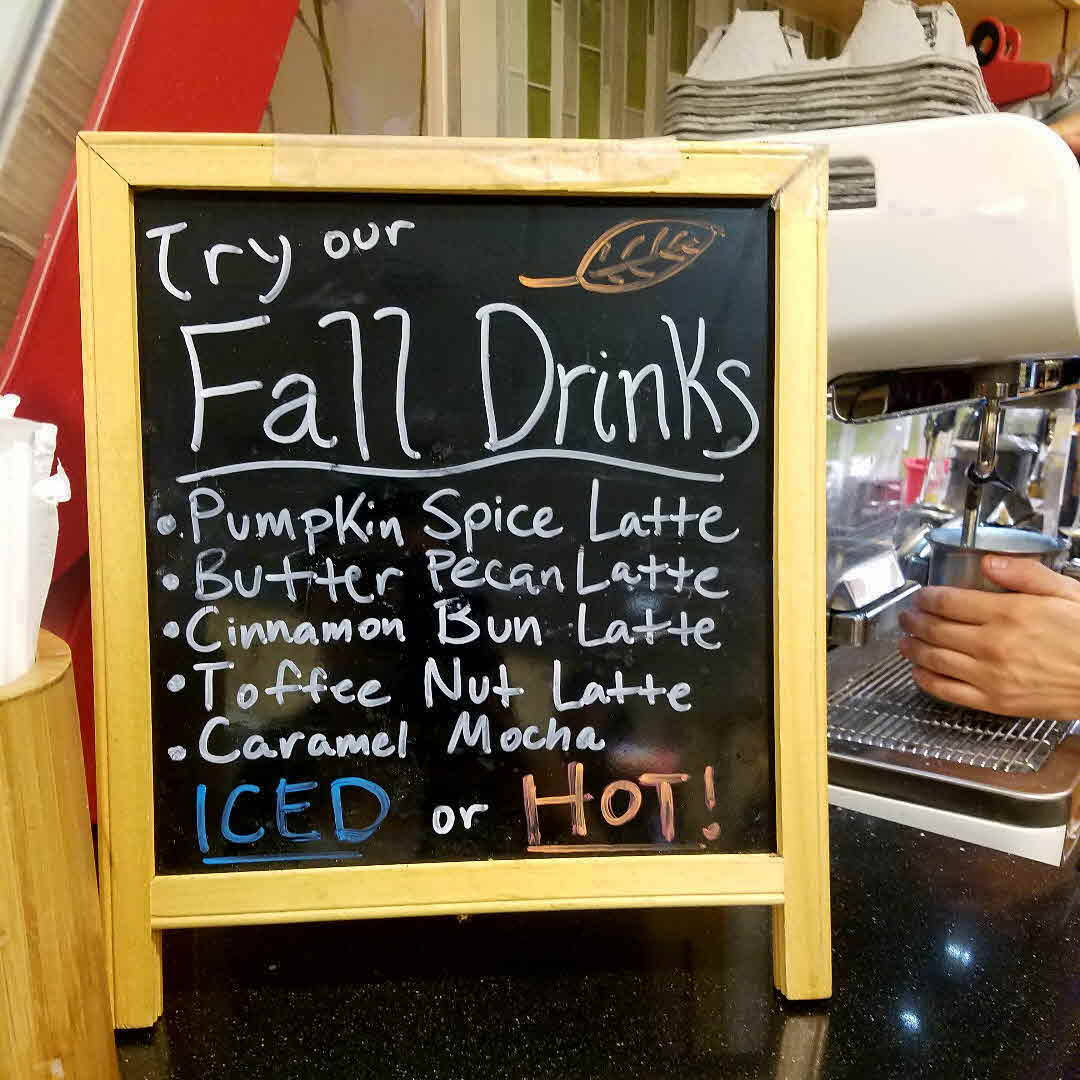 Try our
Fall Drinks
• Pumpkin Spice Latte
• Butter Pecan Latte
• Cinnamon Bun Latte
• Toffee Nut Latte
• Caramel Mocha
ICED or HOT!